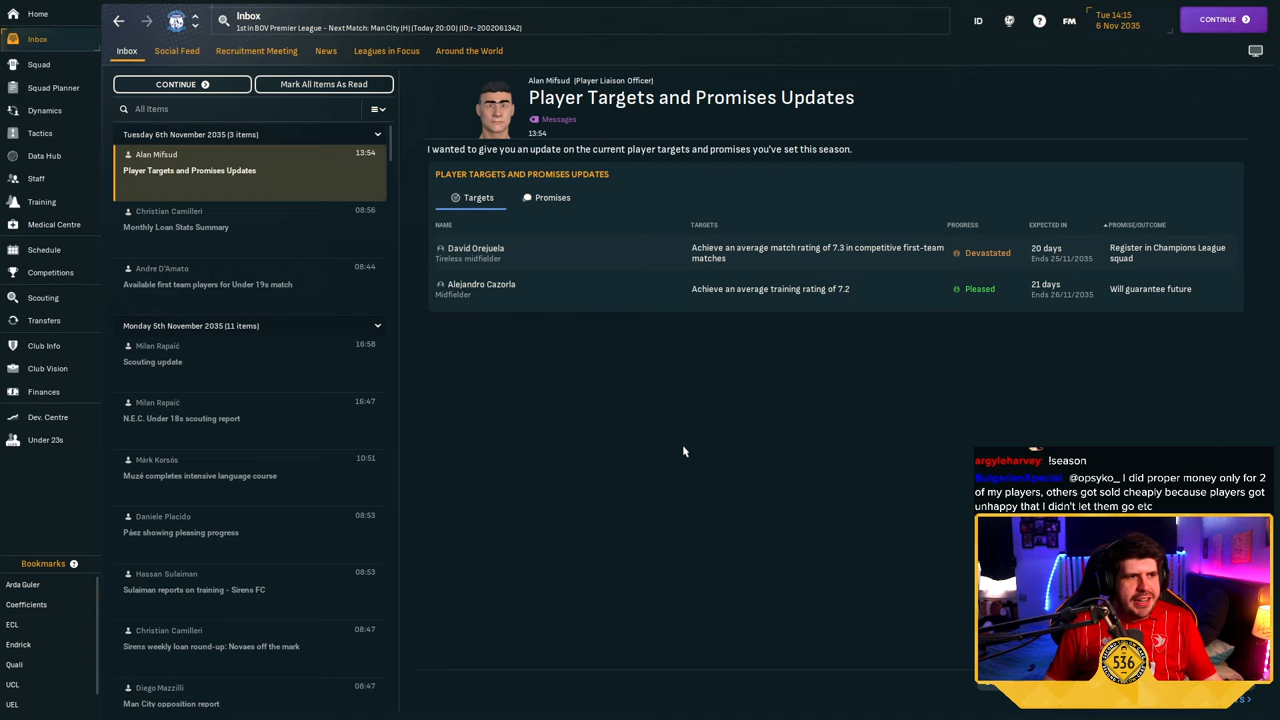 Home
Inbox
Squad
Squad Planner
Dynamics
Tactics
Data Hub
Staff
Training
Medical Centre
Schedule
Competitions
Scouting
Transfers
Club Info
Club Vision
Finances
Dev. Centre
Under 23s
Bookmarks
Arda Guler
Coefficients
ECL
Endrick
Quali
UCL
UEL
Inbox
1st in BOV Premier League - Next Match: Man City (H) (Today 20:00) (ID:r-2002061342)
ID
FM
Tue 14:15
6 Nov 2035
CONTINUE
Inbox
Social Feed
Recruitment Meeting
News
Leagues in Focus
Around the World
CONTINUE
Mark All Items As Read
All Items
Tuesday 6th November 2035 (3 items)
Alan Mifsud 13:54
Player Targets and Promises Updates
Christian Camilleri 08:56
Monthly Loan Stats Summary
Andre D'Amato 08:44
Available first team players for Under 19s match
Monday 5th November 2035 (11 items)
Milan Rapaić 16:58
Scouting update
Milan Rapaić 16:47
N.E.C. Under 18s scouting report
Márk Korsós 10:51
Muzé completes intensive language course
Daniele Placido 08:53
Páez showing pleasing progress
Hassan Sulaiman 08:53
Sulaiman reports on training - Sirens FC
Christian Camilleri 08:47
Sirens weekly loan round-up: Novaes off the mark
Diego Mazzilli 08:47
Man City opposition report
Alan Mifsud (Player Liaison Officer)
Player Targets and Promises Updates
Messages
13:54
I wanted to give you an update on the current player targets and promises you've set this season.
PLAYER TARGETS AND PROMISES UPDATES
Targets
Promises
NAME TARGETS PROGRESS EXPECTED IN PROMISE/OUTCOME
David Orejuela
Tireless midfielder
Achieve an average match rating of 7.3 in competitive first-team
matches
Devastated
20 days
Ends 25/11/2035
Register in Champions League
squad
Alejandro Cazorla
Midfielder
Achieve an average training rating of 7.2
Pleased
21 days
Ends 26/11/2035
Will guarantee future
argyleharvey: !season
BulgarianXpecial: @opsyko_ I did proper money only for 2
of my players, others got sold cheaply because players got
unhappy that I didn't let them go etc
536